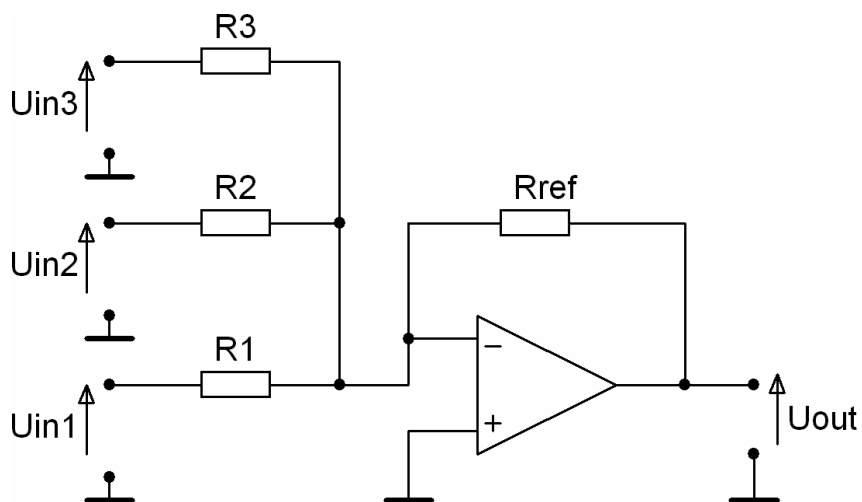 R3
Uin3
R2
Rref
Uin2
R1
−
Uin1
+
Uout